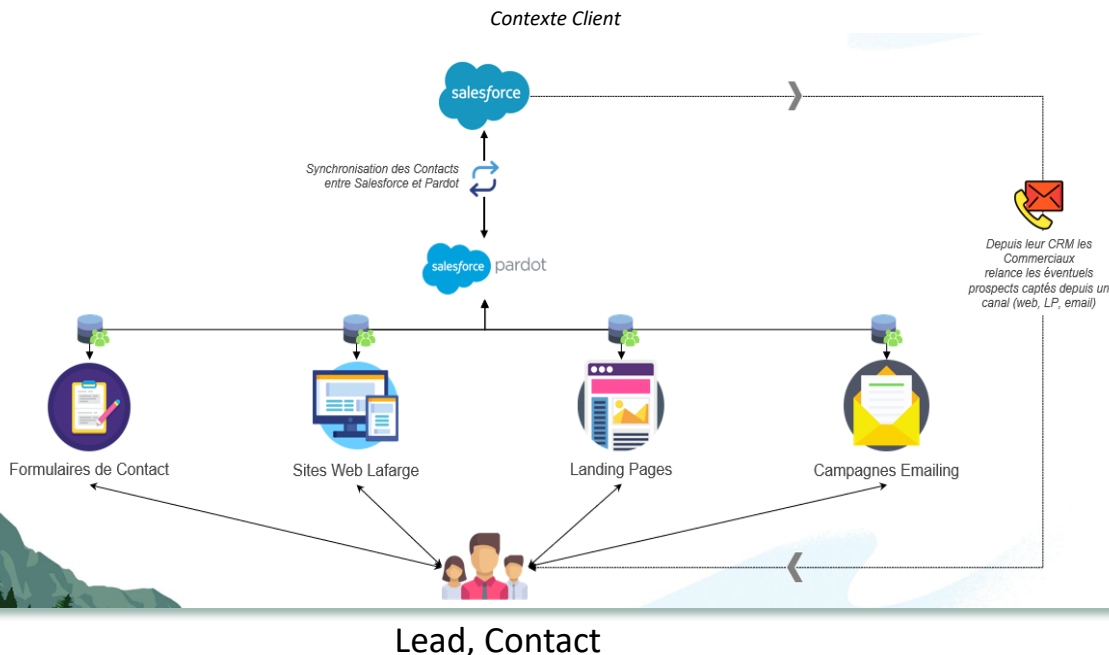 Contexte Client
salesforce
Synchronisation des Contacts
entre Salesforce et Pardot
salesforce pardot
Depuis leur CRM les
Commerciaux
relance les éventuels
prospects captés depuis un
canal (web, LP, email)
Formulaires de Contact
Sites Web Lafarge
Landing Pages
Campagnes Emailing
Lead, Contact